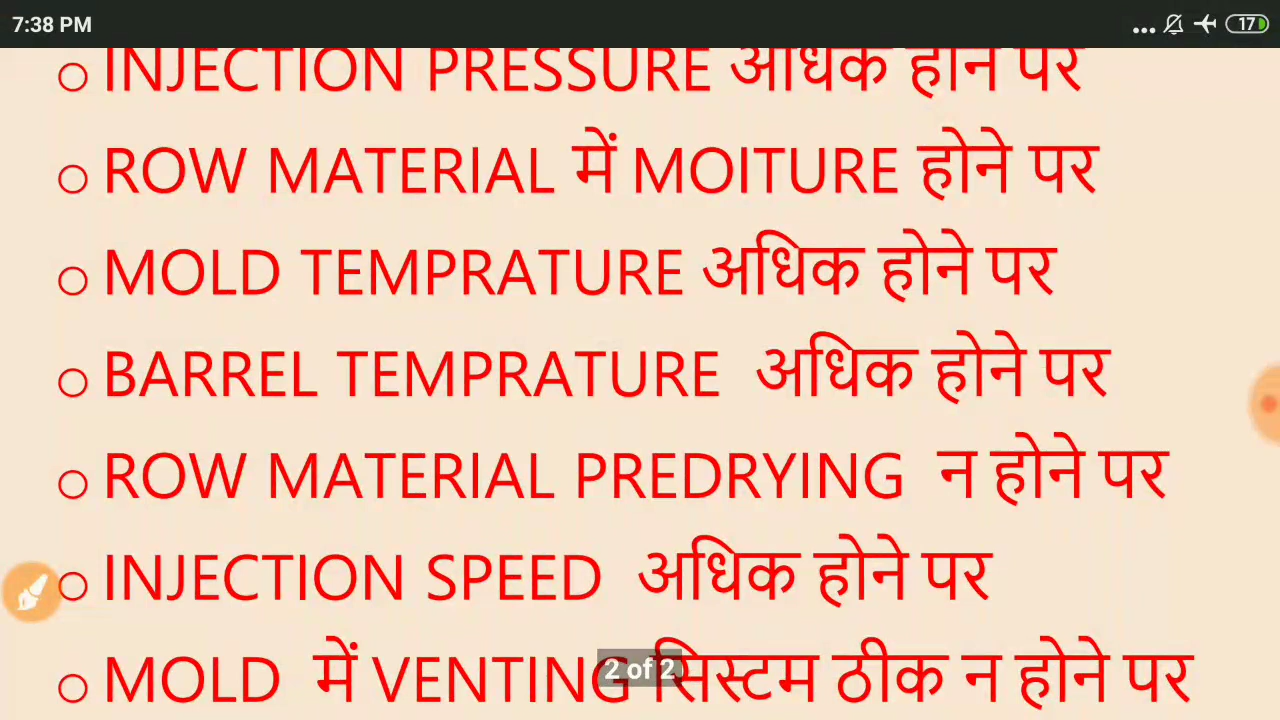 7:38 PM
17
○ INJECTION PRESSURE अधिक होने पर
○ ROW MATERIAL में MOITURE होने पर
○ MOLD TEMPRATURE अधिक होने पर
○ BARREL TEMPRATURE अधिक होने पर
○ ROW MATERIAL PREDRYING न होने पर
○ INJECTION SPEED अधिक होने पर
○ MOLD में VENTING सिस्टम ठीक न होने पर
2 of 2